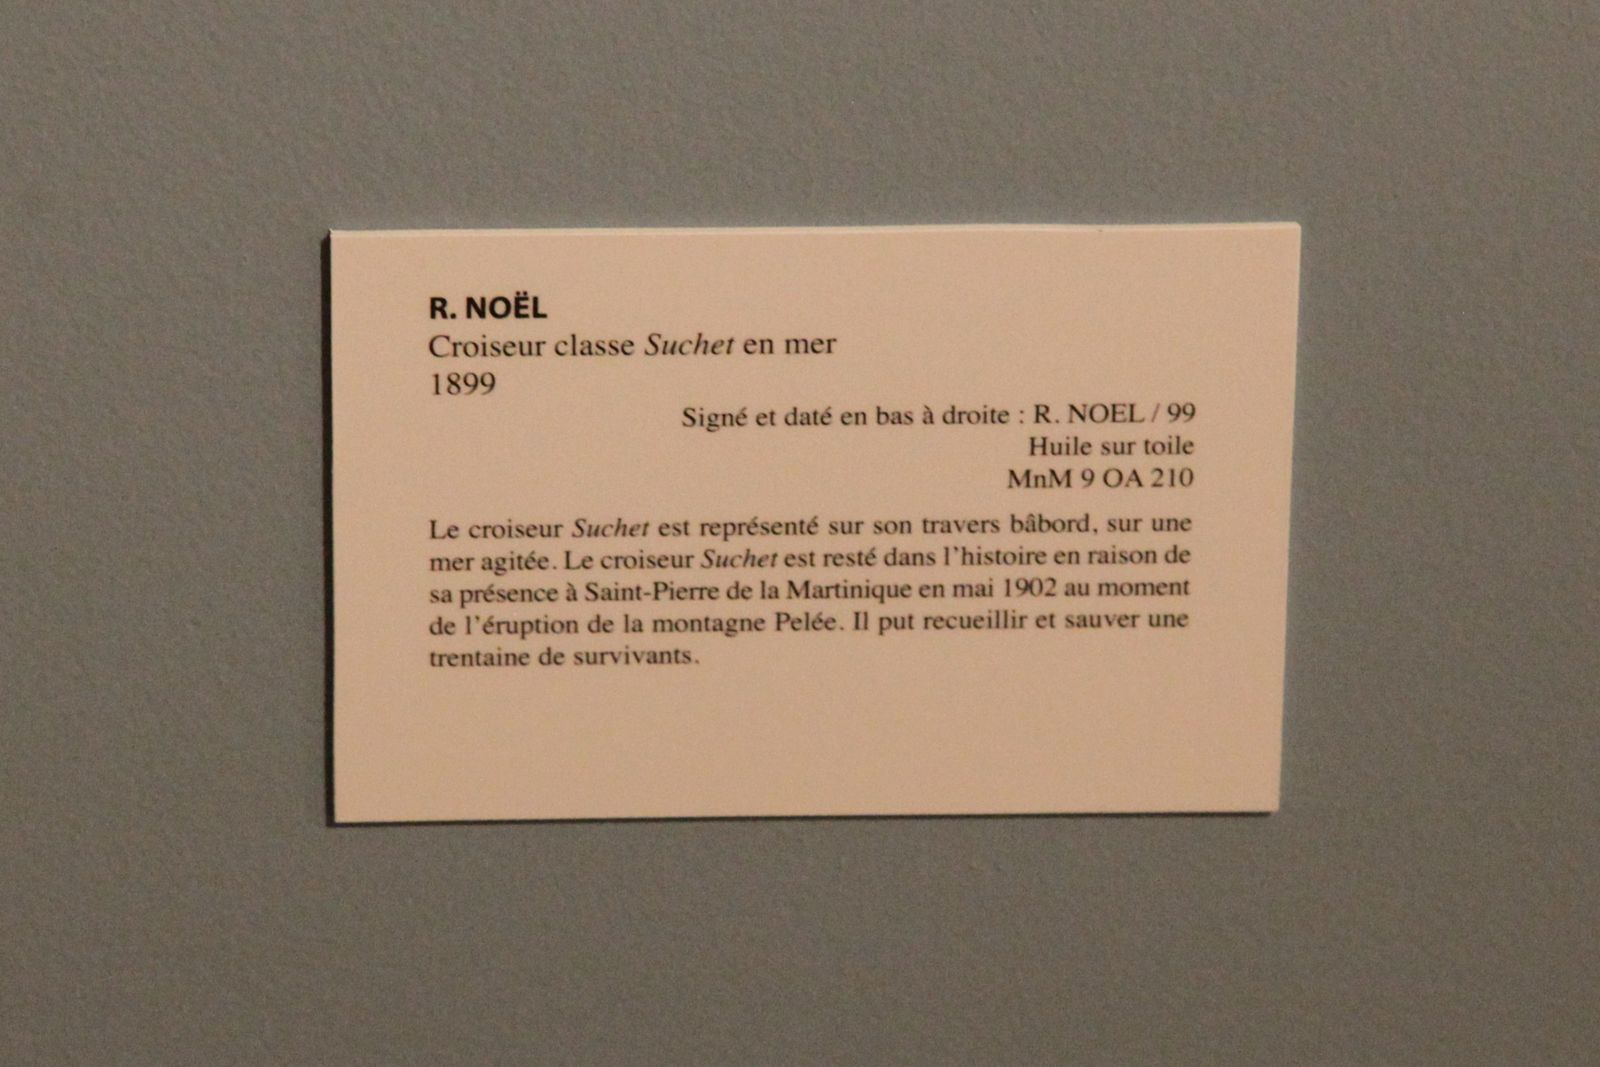 R. NOËL
Croiseur classe Suchet en mer
1899
Signé et daté en bas à droite : R. NOEL / 99
Huile sur toile
MnM 9 OA 210
Le croiseur Suchet est représenté sur son travers bâbord, sur une
mer agitée. Le croiseur Suchet est resté dans l'histoire en raison de
sa présence à Saint-Pierre de la Martinique en mai 1902 au moment
de l'éruption de la montagne Pelée. Il put recueillir et sauver une
trentaine de survivants.